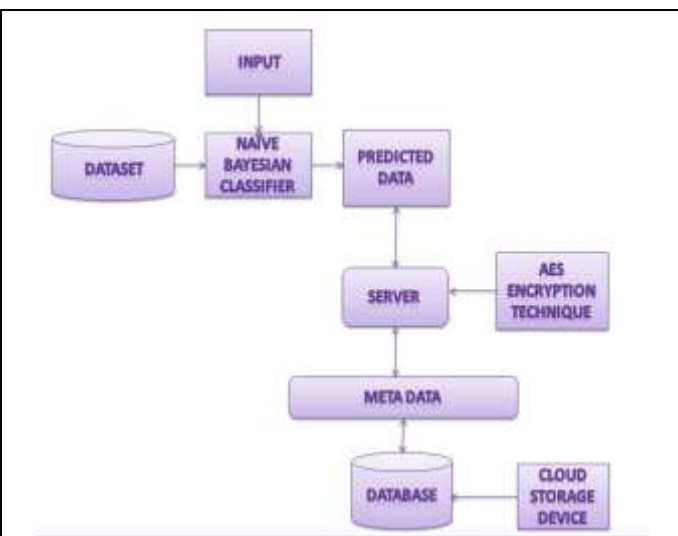 INPUT
DATASET
NAIVE
BAYESIAN
CLASSIFIER
PREDICTED
DATA
SERVER
AES
ENCRYPTION
TECHNIQUE
META DATA
DATABASE
CLOUD
STORAGE
DEVICE